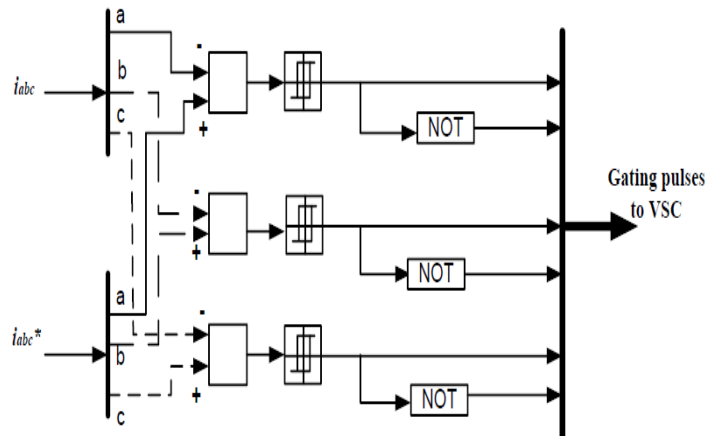 a
-
i_abc
b
c
+
NOT
Gating pulses
to VSC
-
+
NOT
a
-
i_abc*
b
+
c
NOT